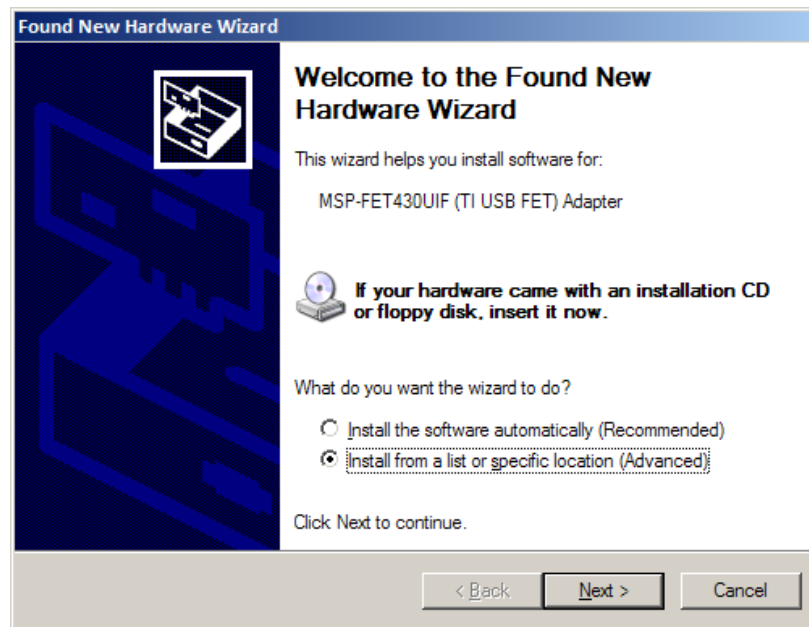 Found New Hardware Wizard
Welcome to the Found New
Hardware Wizard
This wizard helps you install software for:
MSP-FET430UIF (TI USB FET) Adapter
If your hardware came with an installation CD
or floppy disk, insert it now.
What do you want the wizard to do?
Install the software automatically (Recommended)
Install from a list or specific location (Advanced)
Click Next to continue.
< Back Next > Cancel